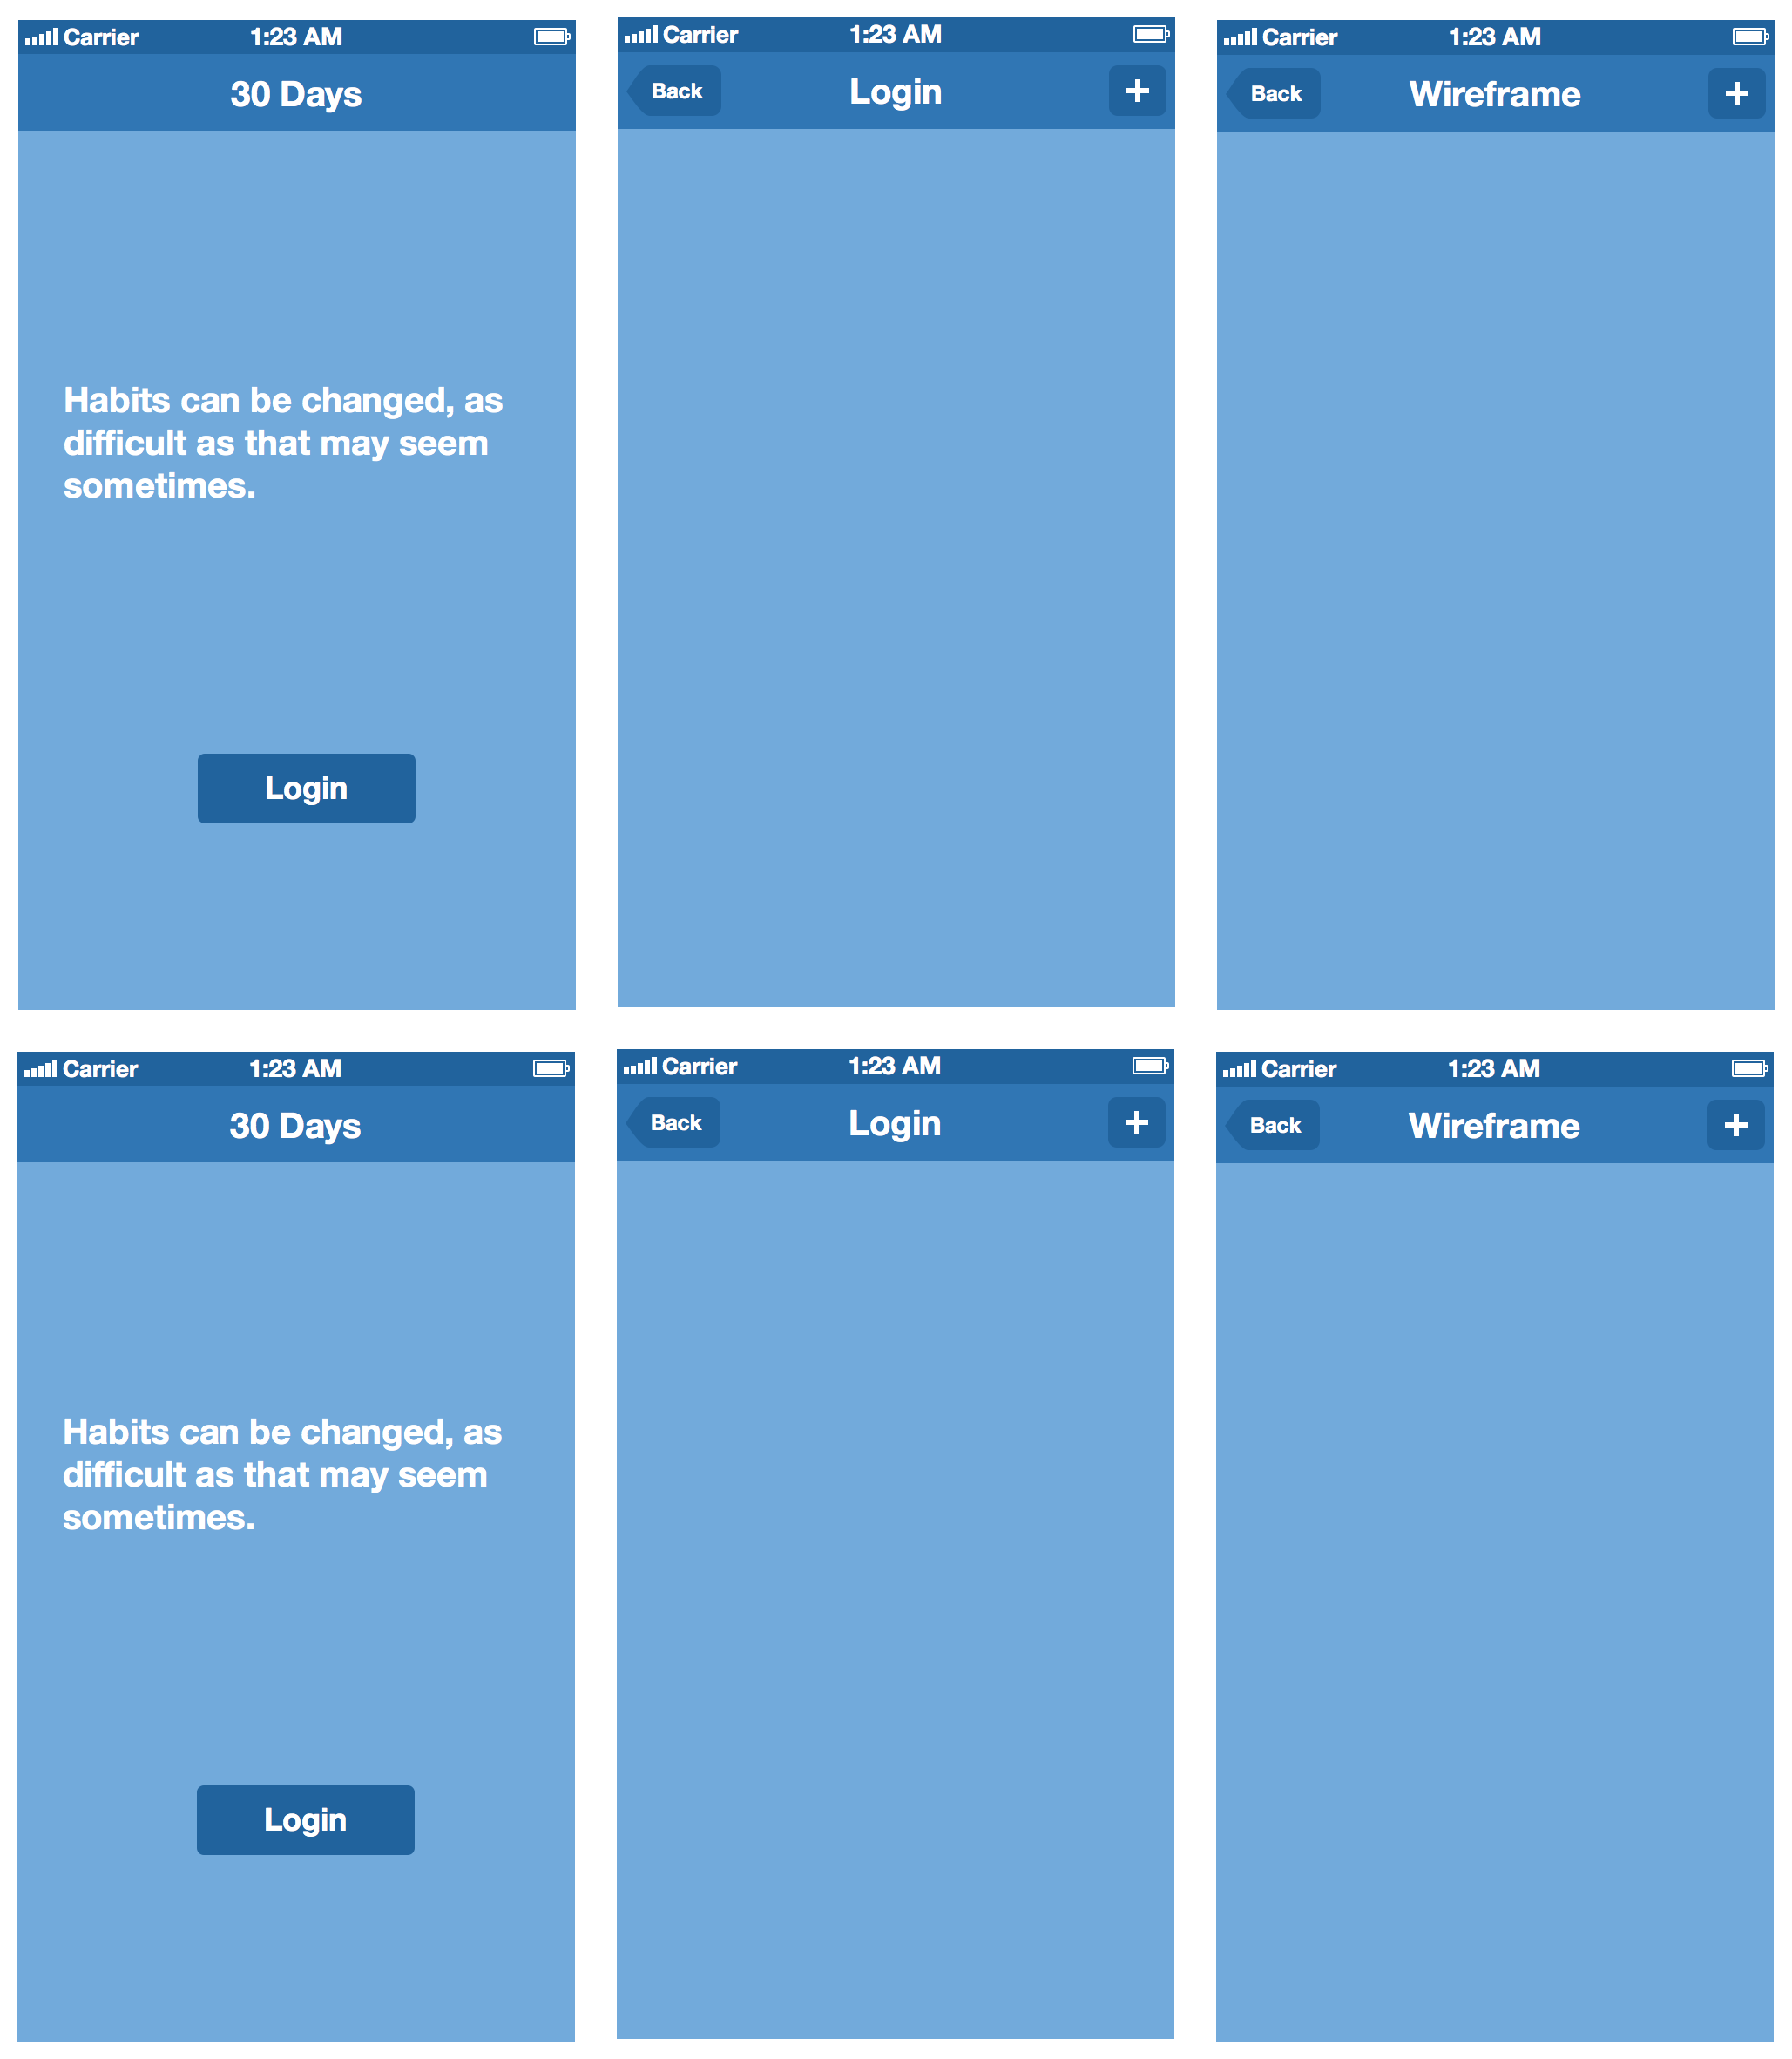 Carrier 1:23 AM
30 Days
Habits can be changed, as
difficult as that may seem
sometimes.
Login
Carrier 1:23 AM
Back Login +
Carrier 1:23 AM
Back Wireframe +
Carrier 1:23 AM
30 Days
Habits can be changed, as
difficult as that may seem
sometimes.
Login
Carrier 1:23 AM
Back Login +
Carrier 1:23 AM
Back Wireframe +